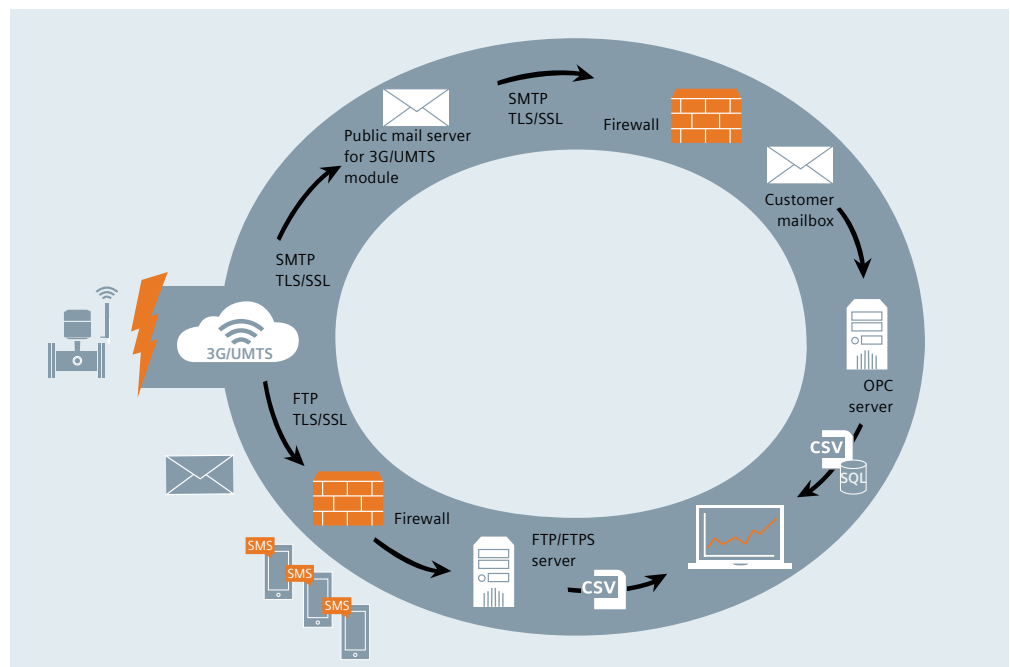 SMTP
TLS/SSL
Public mail server
for 3G/UMTS
module
Firewall
Customer
mailbox
SMTP
TLS/SSL
3G/UMTS
OPC
server
FTP
TLS/SSL
CSV
SQL
Firewall
FTP/FTPS
server
CSV
SMS
SMS
SMS